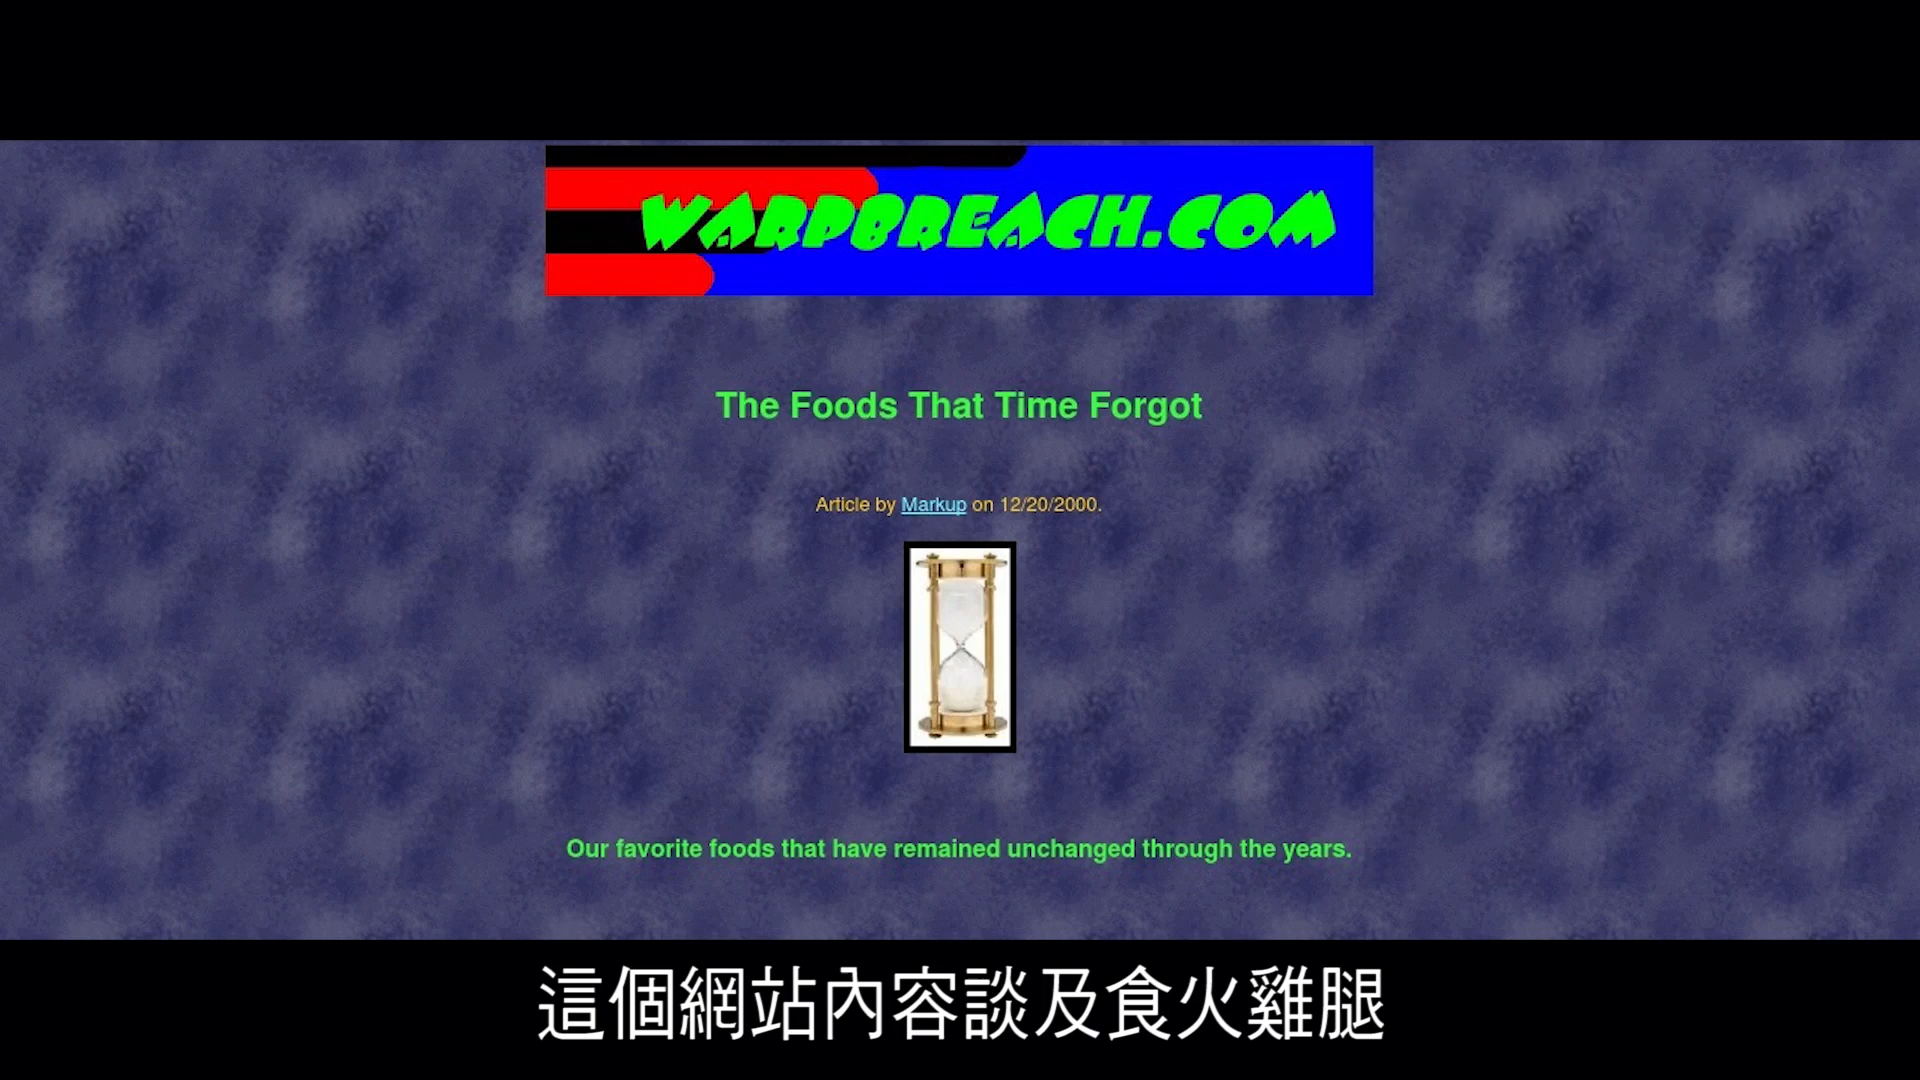 WARPBREACH.COM
The Foods That Time Forgot
Article by Markup on 12/20/2000.
Our favorite foods that have remained unchanged through the years.
這個網站內容談及食火雞腿